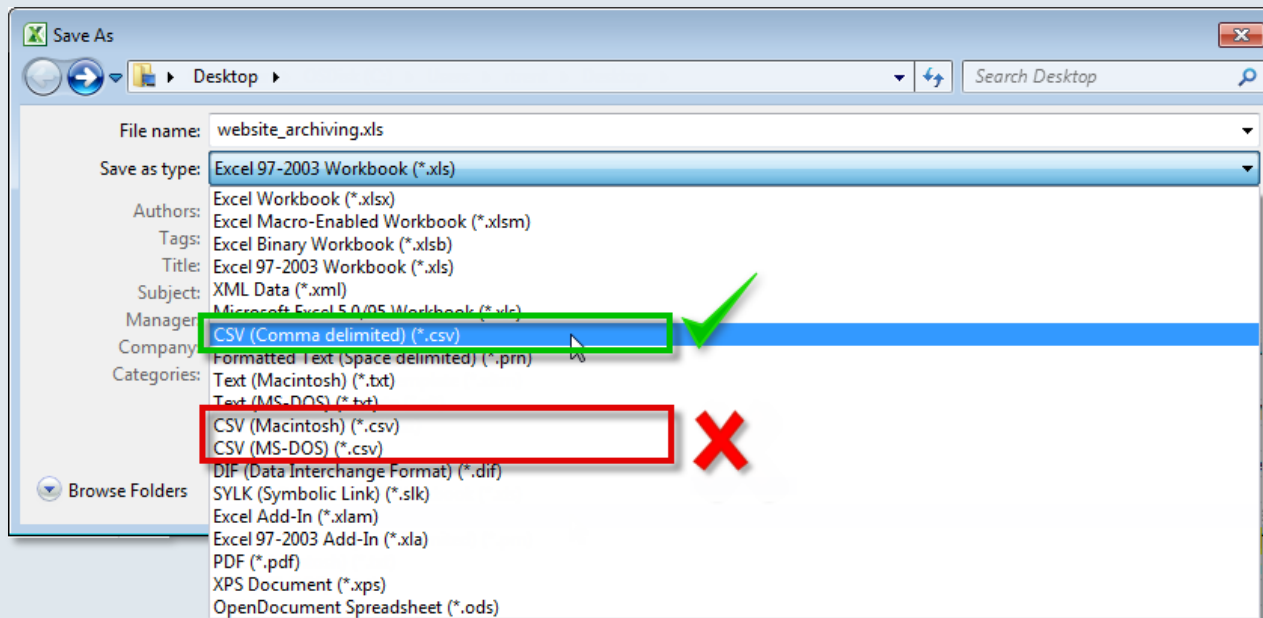 Save As
Desktop
Search Desktop
File name: website_archiving.xls
Save as type: Excel 97-2003 Workbook (*.xls)
Authors:
Tags:
Title:
Subject:
Manager
Company
Categories:
Excel Workbook (*.xlsx)
Excel Macro-Enabled Workbook (*.xlsm)
Excel Binary Workbook (*.xlsb)
Excel 97-2003 Workbook (*.xls)
XML Data (*.xml)
Microsoft Excel 5.0/95 Workbook (*.xls)
CSV (Comma delimited) (*.csv)
Formatted Text (Space delimited) (*.prn)
Text (Macintosh) (*.txt)
Text (MS-DOS) (*.txt)
CSV (Macintosh) (*.csv)
CSV (MS-DOS) (*.csv)
DIF (Data Interchange Format) (*.dif)
SYLK (Symbolic Link) (*.slk)
Excel Add-In (*.xlam)
Excel 97-2003 Add-In (*.xla)
PDF (*.pdf)
XPS Document (*.xps)
OpenDocument Spreadsheet (*.ods)
Browse Folders